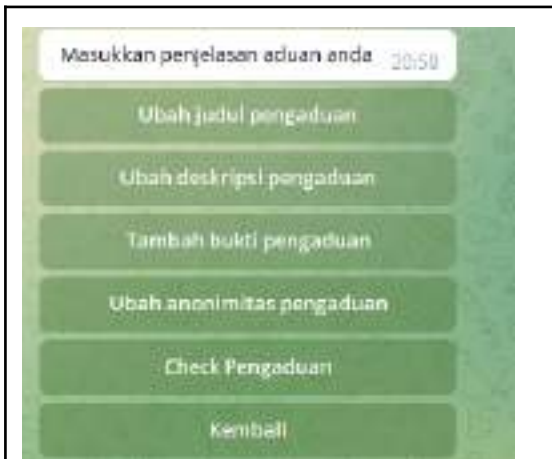 Masukkan penjelasan aduan anda 20:50
Ubah judul pengaduan
Ubah deskripsi pengaduan
Tambah bukti pengaduan
Ubah anonimitas pengaduan
Check Pengaduan
Kembali